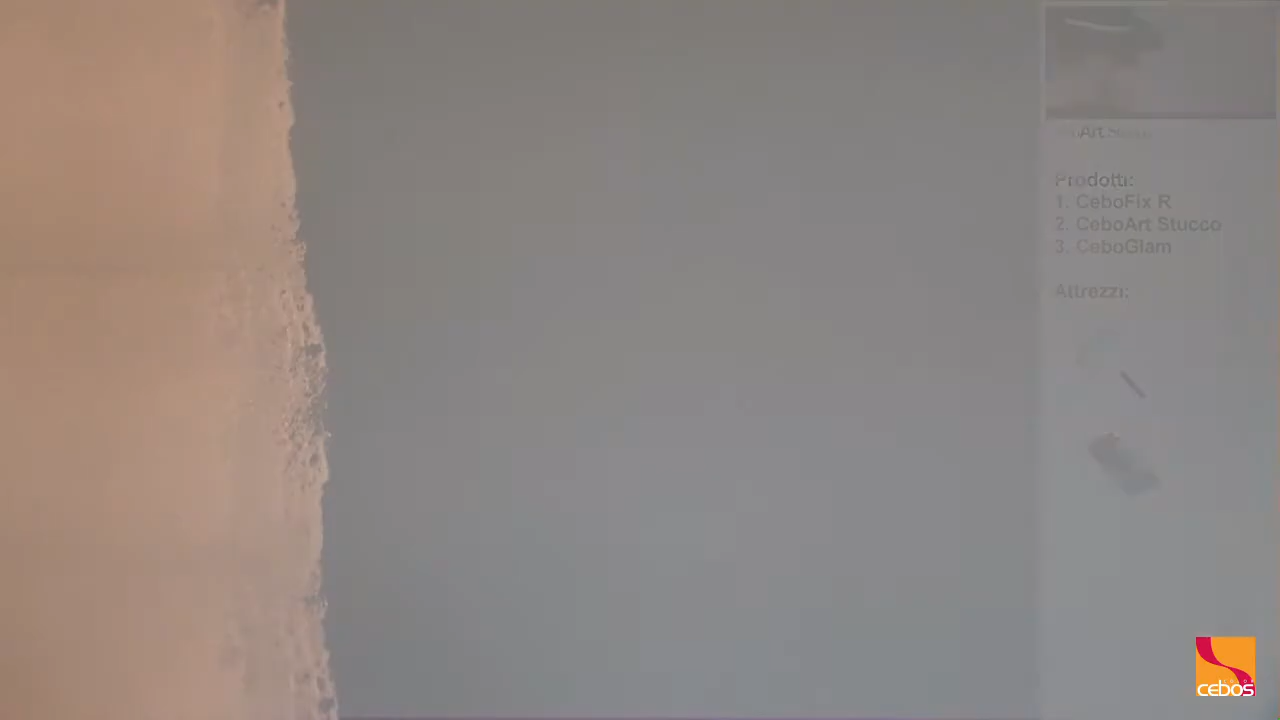 Prodotti:
1. CeboFix R
2. CeboArt Stucco
3. CeboGlam
Attrezzi:
cebos